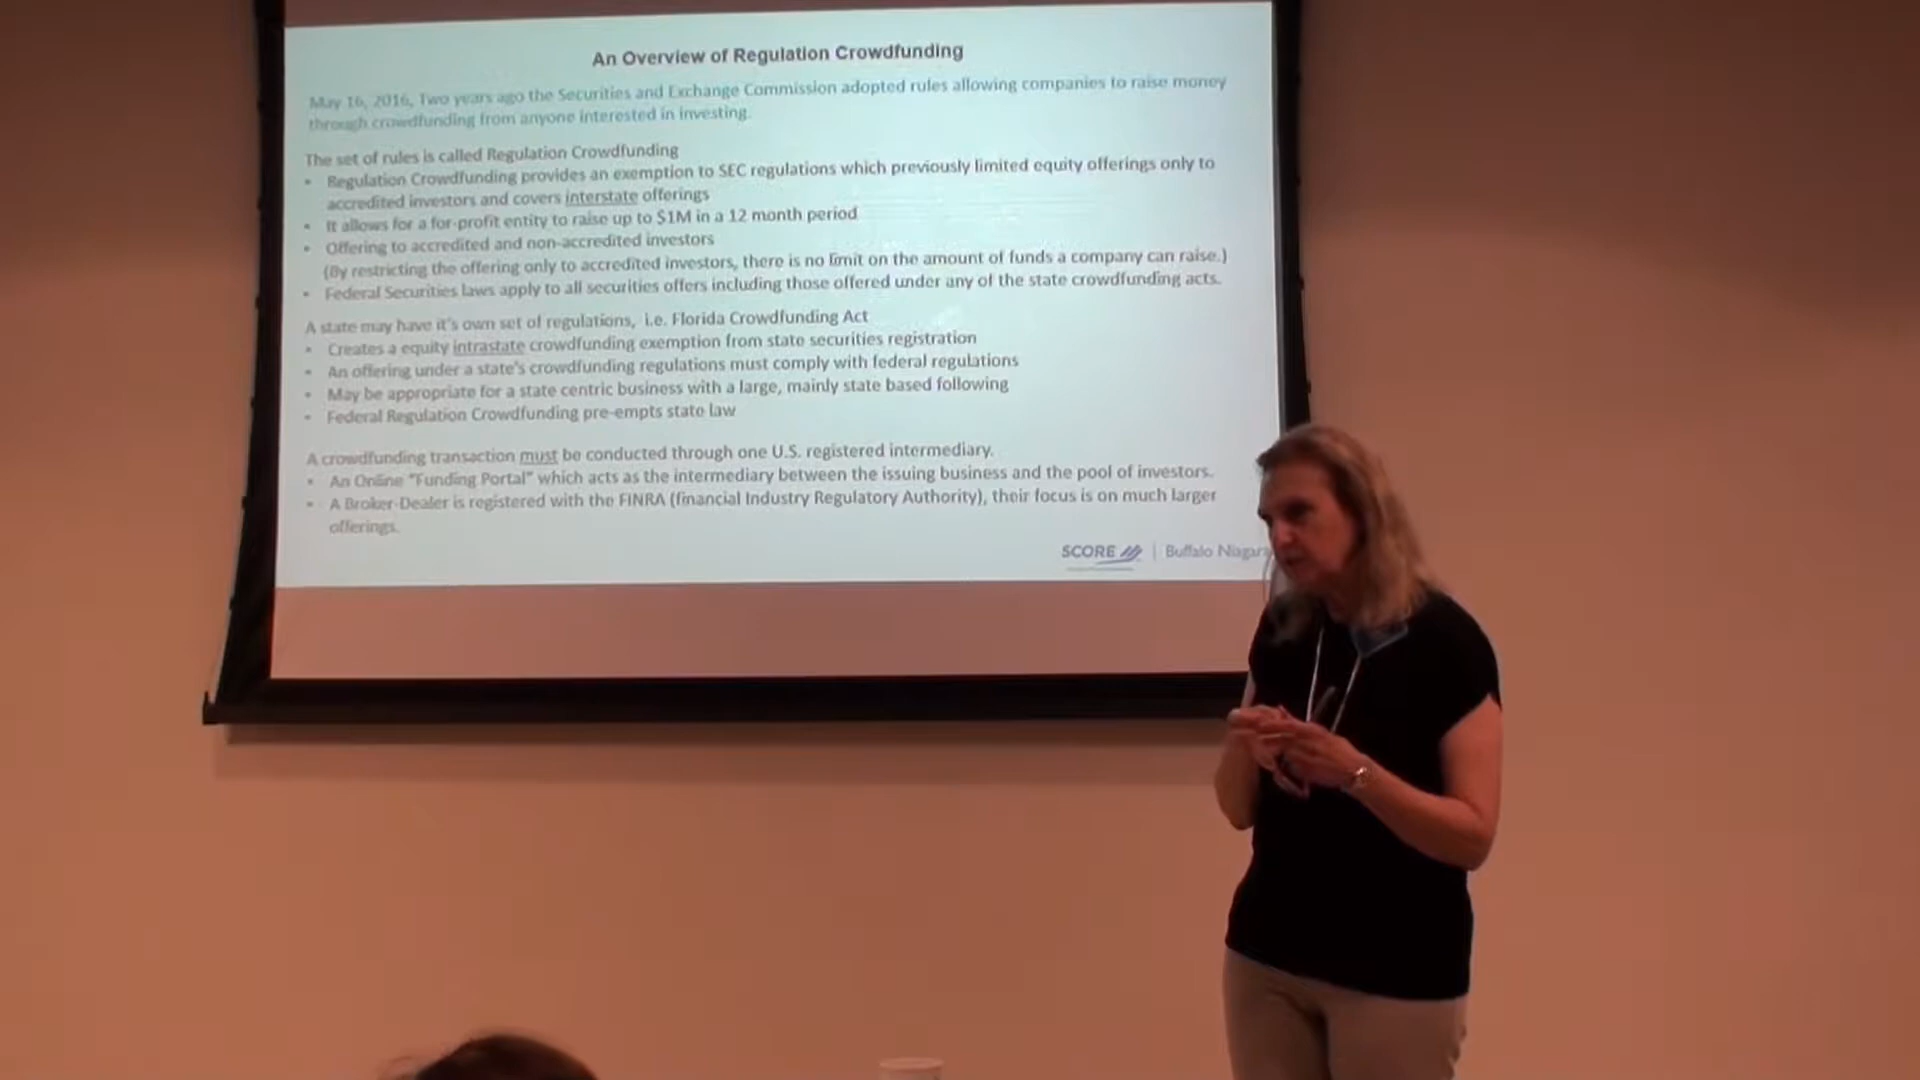 An Overview of Regulation Crowdfunding
May 16, 2016, Two years ago the Securities and Exchange Commission adopted rules allowing companies to raise money
through crowdfunding from anyone interested in investing.
The set of rules is called Regulation Crowdfunding
• Regulation Crowdfunding provides an exemption to SEC regulations which previously limited equity offerings only to
accredited investors and covers interstate offerings
• It allows for a for-profit entity to raise up to $1M in a 12 month period
• Offering to accredited and non-accredited investors
(By restricting the offering only to accredited investors, there is no limit on the amount of funds a company can raise.)
• Federal Securities laws apply to all securities offers including those offered under any of the state crowdfunding acts.
A state may have it's own set of regulations, i.e. Florida Crowdfunding Act
• Creates a equity intrastate crowdfunding exemption from state securities registration
• An offering under a state's crowdfunding regulations must comply with federal regulations
• May be appropriate for a state centric business with a large, mainly state based following
• Federal Regulation Crowdfunding pre-empts state law
A crowdfunding transaction must be conducted through one U.S. registered intermediary.
• An Online "Funding Portal" which acts as the intermediary between the issuing business and the pool of investors.
• A Broker-Dealer is registered with the FINRA (financial Industry Regulatory Authority), their focus is on much larger
offerings.
SCORE | Buffalo Niagara